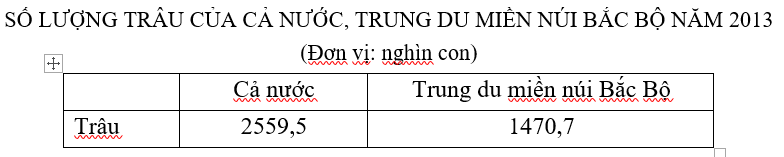 SỐ LƯỢNG TRÂU CỦA CẢ NƯỚC, TRUNG DU MIỀN NÚI BẮC BỘ NĂM 2013
(Đơn vị: nghìn con)
Cả nước Trung du miền núi Bắc Bộ
Trâu 2559,5 1470,7